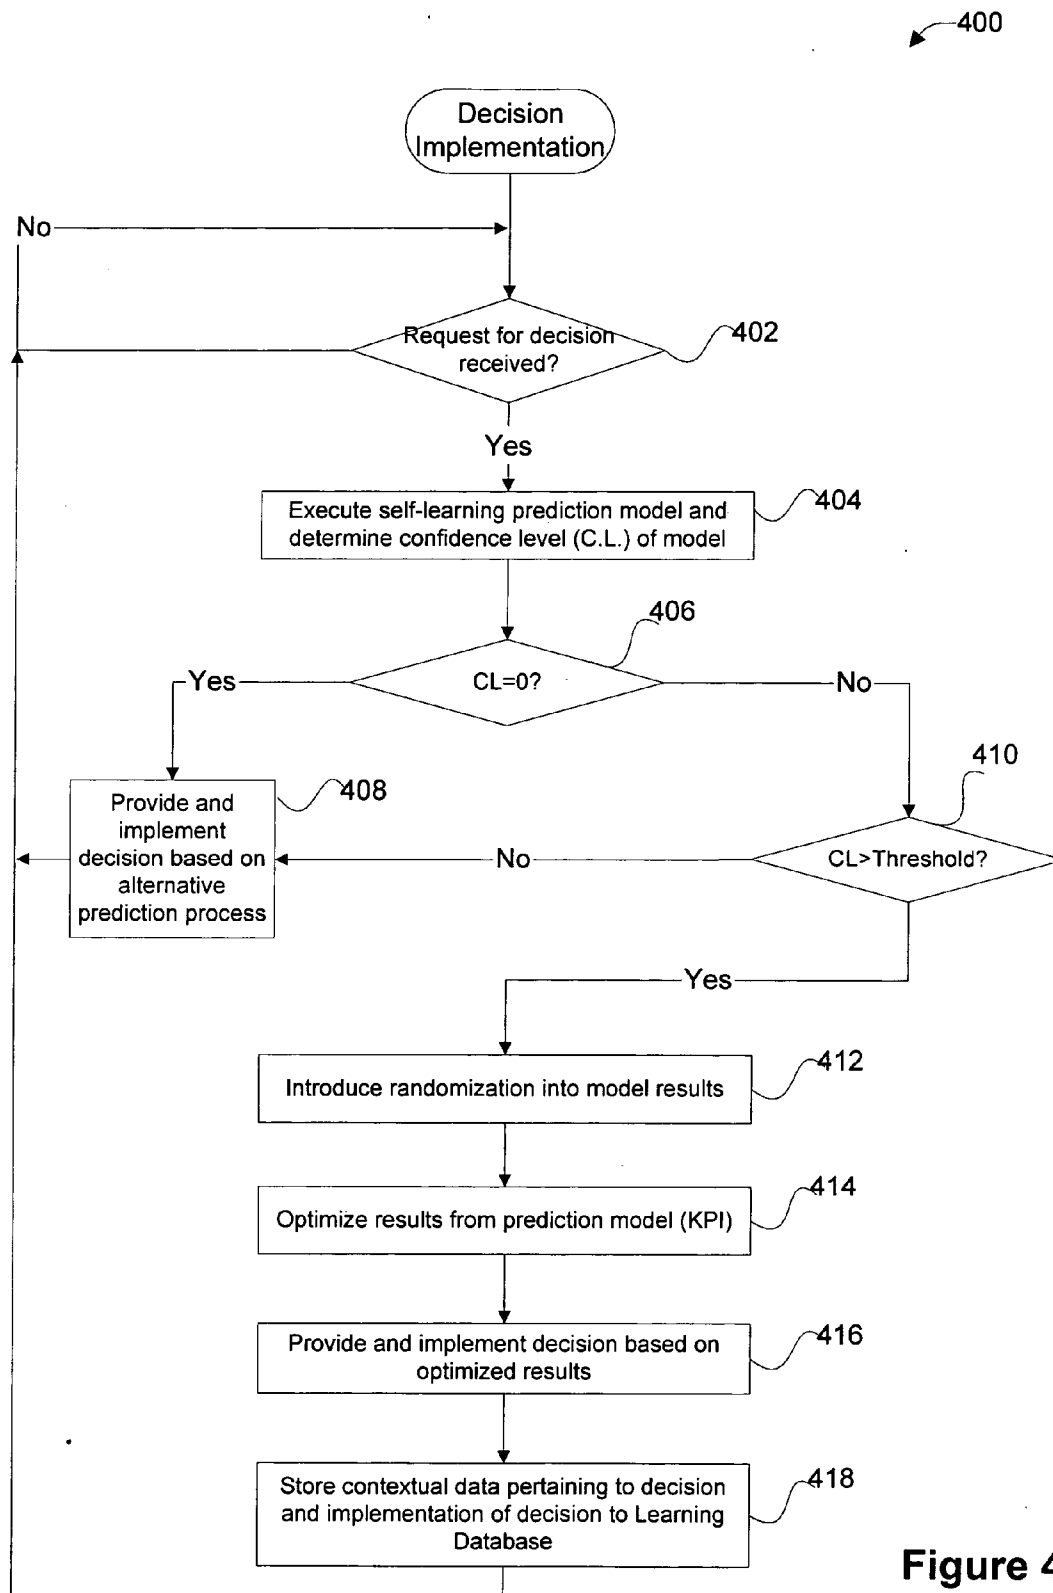 400
Decision
Implementation
No
Request for decision
received?
402
Yes
Execute self-learning prediction model and
determine confidence level (C.L.) of model
404
406
CL=0?
Yes
No
410
408
Provide and
implement
decision based on
alternative
prediction process
No
CL>Threshold?
Yes
412
Introduce randomization into model results
414
Optimize results from prediction model (KPI)
416
Provide and implement decision based on
optimized results
418
Store contextual data pertaining to decision
and implementation of decision to Learning
Database
Figure 4